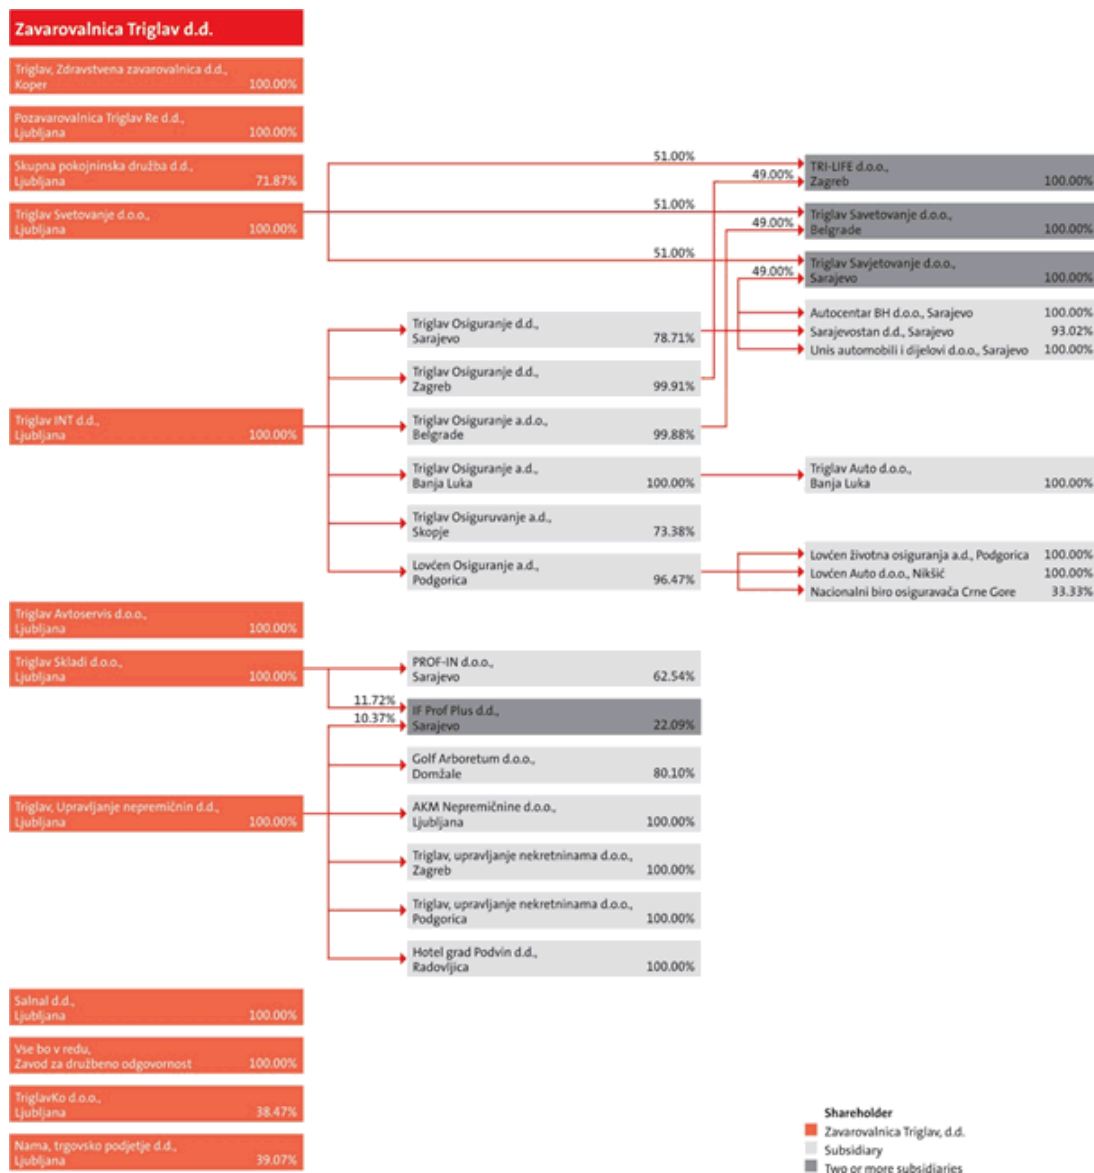 Zavarovalnica Triglav d.d.
Triglav, Zdravstvena zavarovalnica d.d.,
Koper 100.00%
Pozavarovalnica Triglav Re d.d.,
Ljubljana 100.00%
Skupna pokojninska družba d.d.,
Ljubljana 71.87%
Triglav Svetovanje d.o.o.,
Ljubljana 100.00%
51.00%
49.00%
TRI-LIFE d.o.o.,
Zagreb 100.00%
51.00%
49.00%
Triglav Savetovanje d.o.o.,
Belgrade 100.00%
51.00%
49.00%
Triglav Savjetovanje d.o.o.,
Sarajevo 100.00%
Autocentar BH d.o.o., Sarajevo 100.00%
Sarajevostan d.d., Sarajevo 93.02%
Unis automobili i dijelovi d.o.o., Sarajevo 100.00%
Triglav INT d.d.,
Ljubljana 100.00%
Triglav Osiguranje d.d.,
Sarajevo 78.71%
Triglav Osiguranje d.d.,
Zagreb 99.91%
Triglav Osiguranje a.d.o.,
Belgrade 99.88%
Triglav Osiguranje a.d.,
Banja Luka 100.00%
Triglav Osiguruvanje a.d.,
Skopje 73.38%
Lovćen Osiguranje a.d.,
Podgorica 96.47%
Triglav Auto d.o.o.,
Banja Luka 100.00%
Lovćen životna osiguranja a.d., Podgorica 100.00%
Lovćen Auto d.o.o., Nikšić 100.00%
Nacionalni biro osiguravača Crne Gore 33.33%
Triglav Avtoservis d.o.o.,
Ljubljana 100.00%
Triglav Skladi d.o.o.,
Ljubljana 100.00%
PROF-IN d.o.o.,
Sarajevo 62.54%
11.72%
10.37%
IF Prof Plus d.d.,
Sarajevo 22.09%
Golf Arboretum d.o.o.,
Domžale 80.10%
Triglav, Upravljanje nepremičnin d.d.,
Ljubljana 100.00%
AKM Nepremičnine d.o.o.,
Ljubljana 100.00%
Triglav, upravljanje nekretninama d.o.o.,
Zagreb 100.00%
Triglav, upravljanje nekretninama d.o.o.,
Podgorica 100.00%
Hotel grad Podvin d.d.,
Radovljica 100.00%
Salnal d.d.,
Ljubljana 100.00%
Vse bo v redu,
Zavod za družbeno odgovornost 100.00%
TriglavKo d.o.o.,
Ljubljana 38.47%
Nama, trgovsko podjetje d.d.,
Ljubljana 39.07%
Shareholder
Zavarovalnica Triglav, d.d.
Subsidiary
Two or more subsidiaries